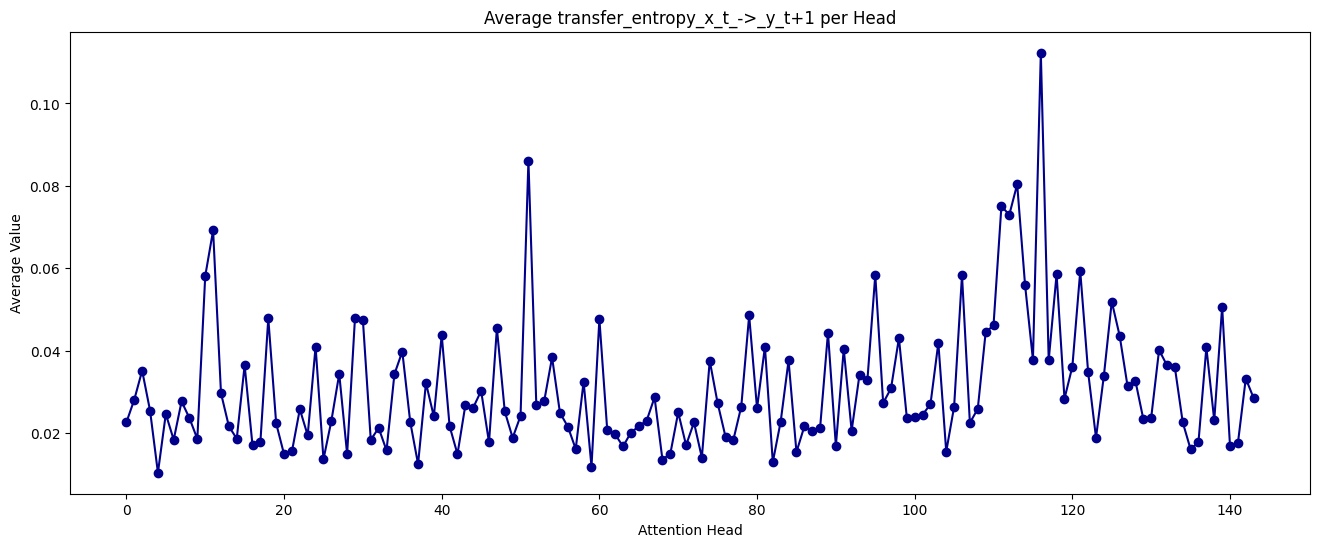 Average transfer_entropy_x_t_->_y_t+1 per Head
Average Value
0.10
0.08
0.06
0.04
0.02
0 20 40 60 80 100 120 140
Attention Head